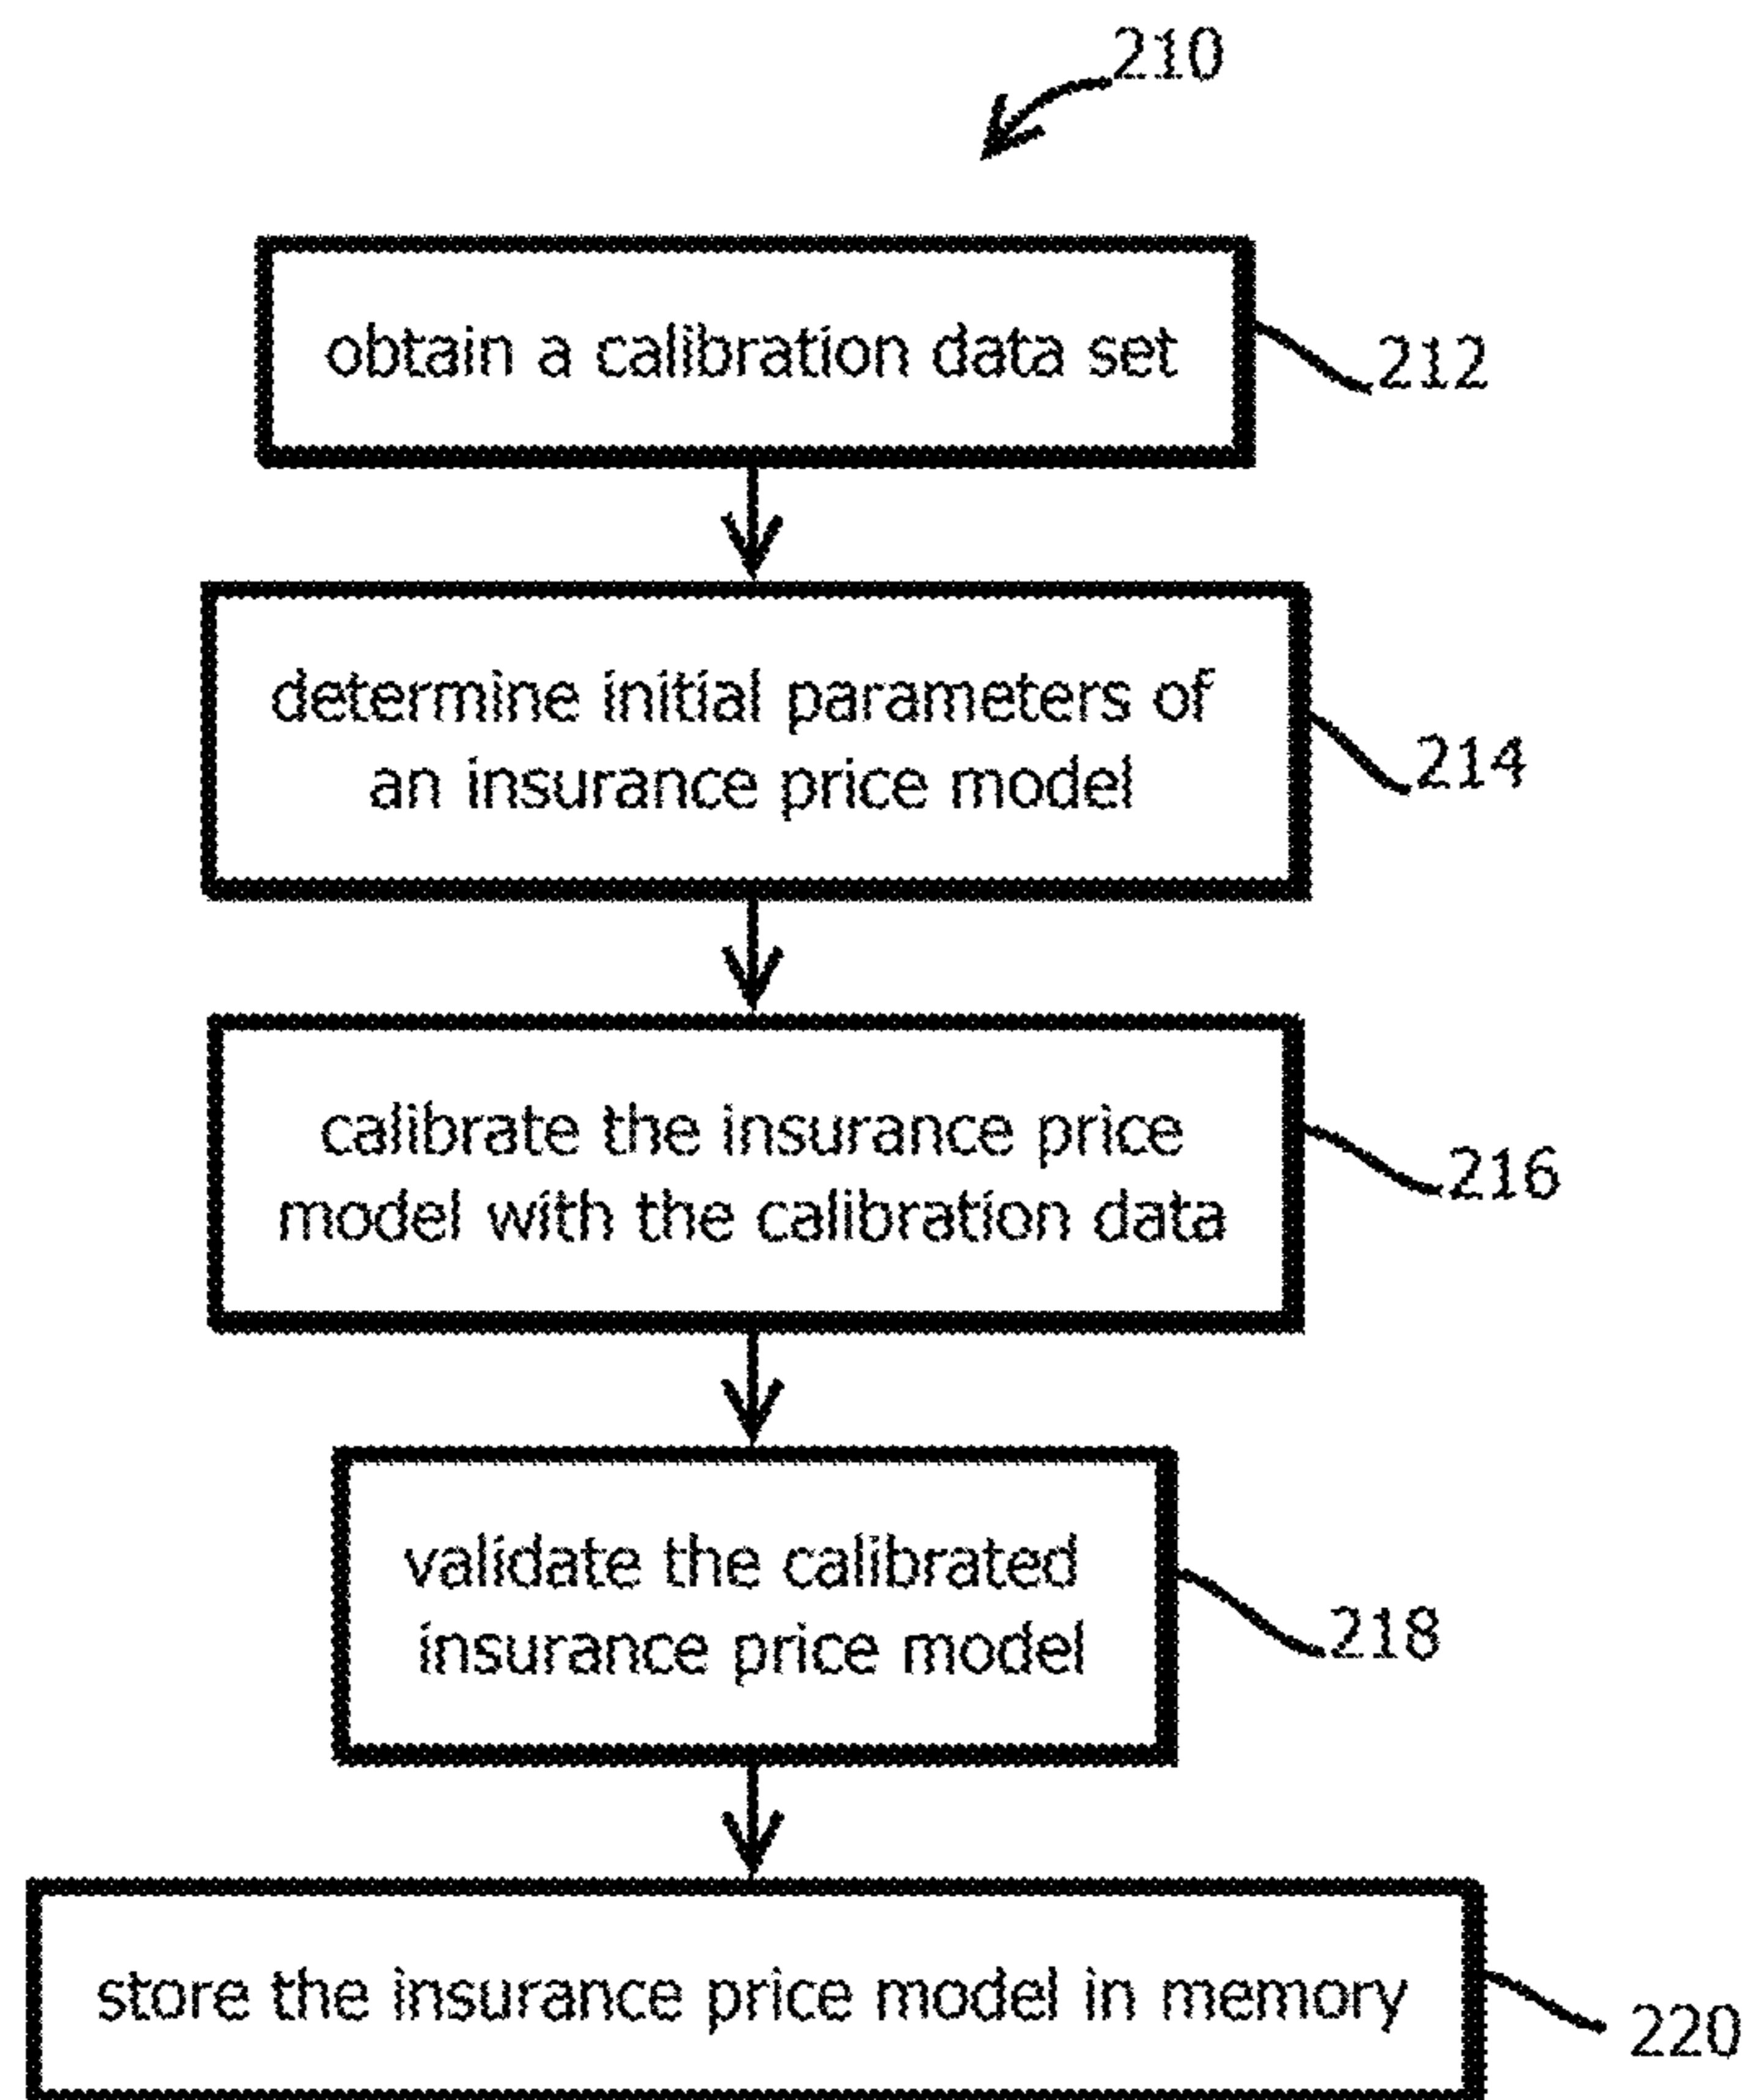 210
obtain a calibration data set
212
determine initial parameters of
an insurance price model
214
calibrate the insurance price
model with the calibration data
216
validate the calibrated
insurance price model
218
store the insurance price model in memory
220